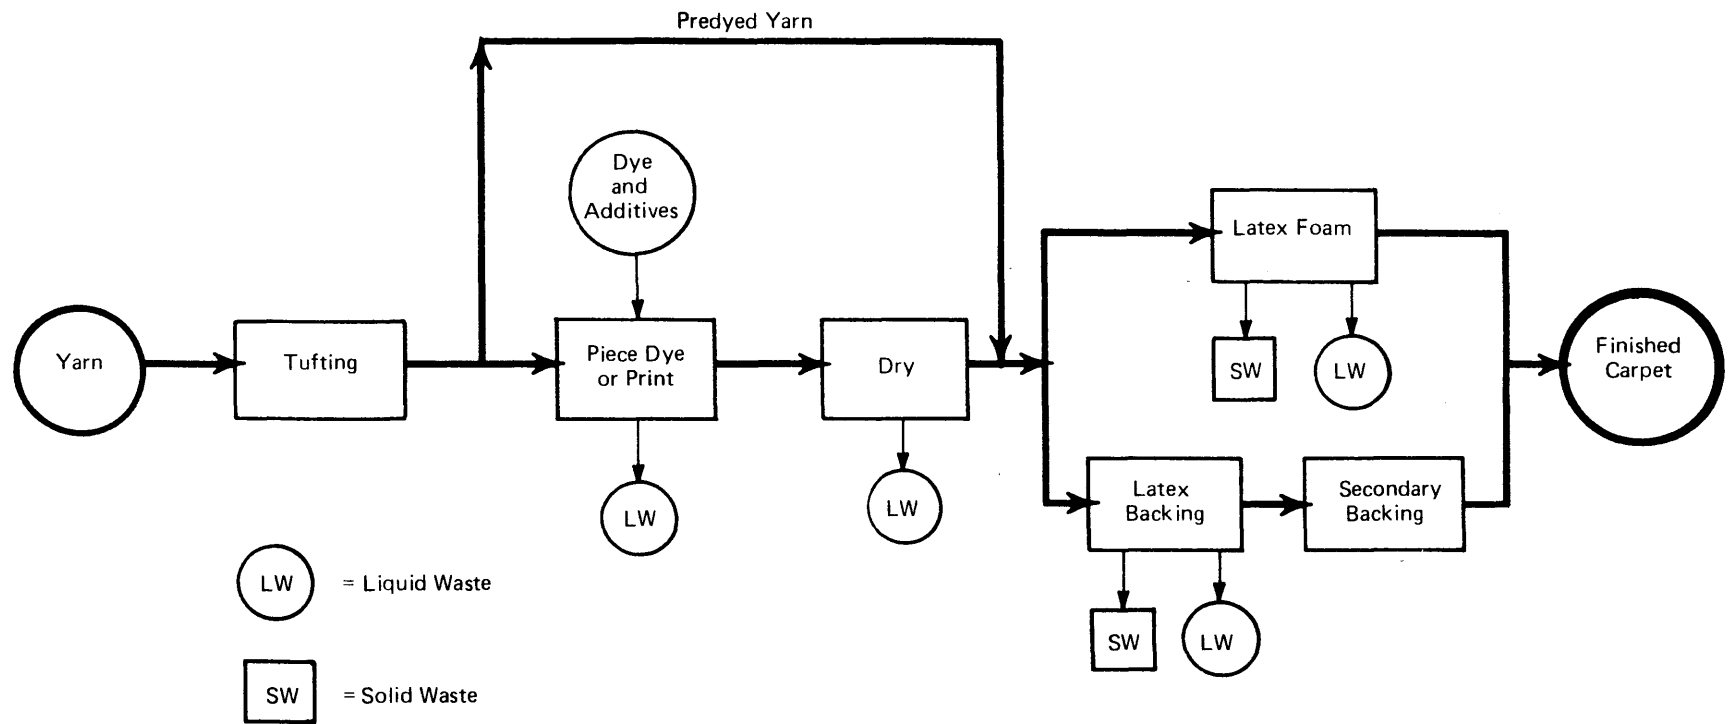 Predyed Yarn
Dye
and
Additives
Yarn
Tufting
Piece Dye
or Print
Dry
Latex Foam
SW
LW
Finished
Carpet
LW
LW
Latex
Backing
Secondary
Backing
SW
LW
LW = Liquid Waste
SW = Solid Waste